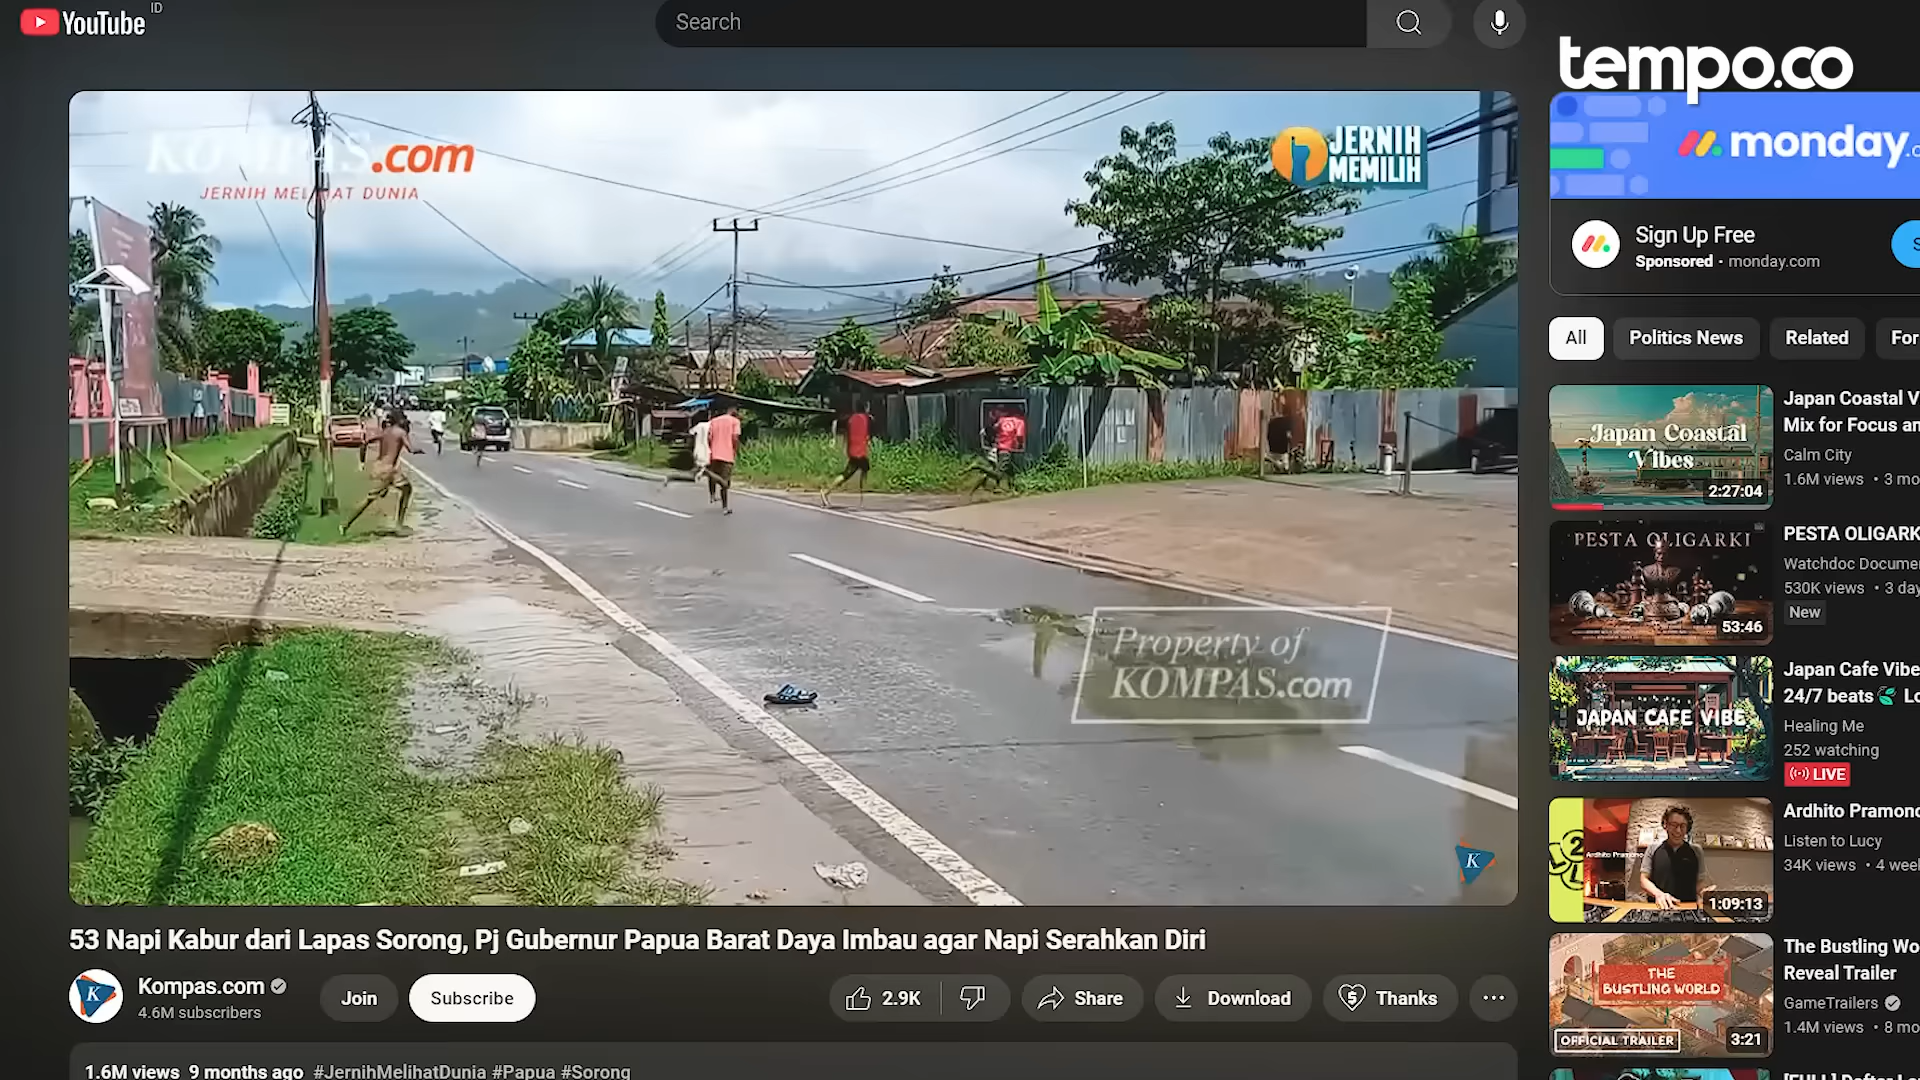 YouTube ID
Search
tempo.co
KOMPAS.com
JERNIH MELIHAT DUNIA
JERNIH
MEMILIH
Property of
KOMPAS.com
K
53 Napi Kabur dari Lapas Sorong, Pj Gubernur Papua Barat Daya Imbau agar Napi Serahkan Diri
K
Kompas.com
4.6M subscribers
Join
Subscribe
2.9K
Share
Download
Thanks
1.6M views 9 months ago #JernihMelihatDunia #Papua #Sorong
monday.c
Sign Up Free
Sponsored • monday.com
S
All
Politics News
Related
For
Japan Coastal
Vibes
2:27:04
Japan Coastal V
Mix for Focus an
Calm City
1.6M views • 3 mo
PESTA OLIGARKI
53:46
PESTA OLIGARK
Watchdoc Docume
530K views • 3 day
New
JAPAN CAFE VIBE
Japan Cafe Vibe
24/7 beats Lo
Healing Me
252 watching
LIVE
Ardhito Pramono
1:09:13
Ardhito Pramono
Listen to Lucy
34K views • 4 week
THE
BUSTLING WORLD
OFFICIAL TRAILER
3:21
The Bustling Wo
Reveal Trailer
GameTrailers
1.4M views • 8 mo